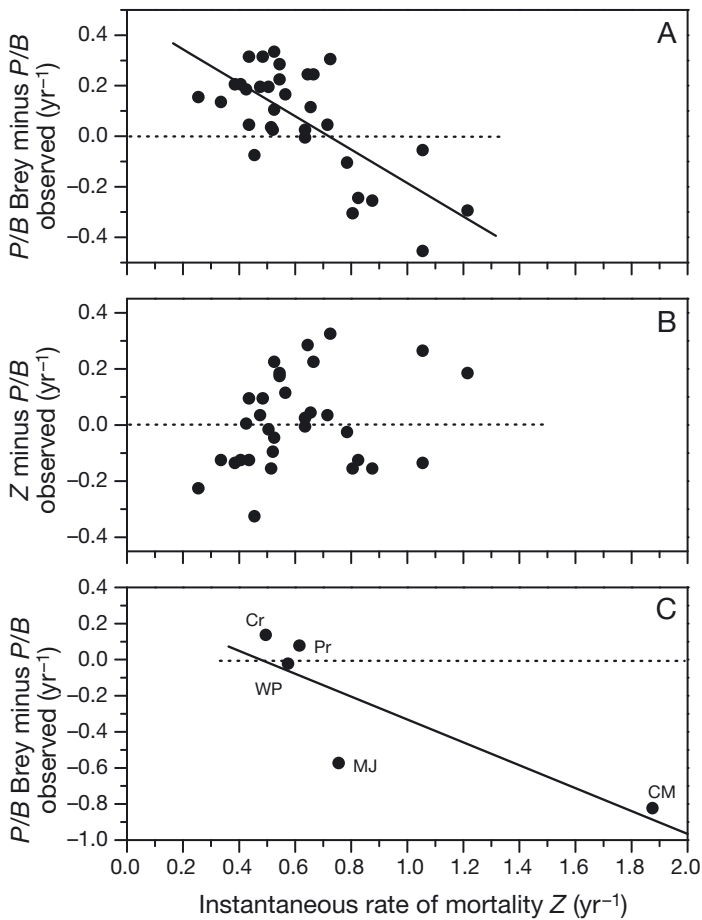 A
P/B Brey minus P/B
observed (yr–1)
0.4
0.2
0.0
–0.2
–0.4
B
Z minus P/B
observed (yr–1)
0.4
0.2
0.0
–0.2
–0.4
C
P/B Brey minus P/B
observed (yr–1)
0.4
0.2
0.0
–0.2
–0.4
–0.6
–0.8
–1.0
Cr
Pr
WP
MJ
CM
0.0 0.2 0.4 0.6 0.8 1.0 1.2 1.4 1.6 1.8 2.0
Instantaneous rate of mortality Z (yr–1)